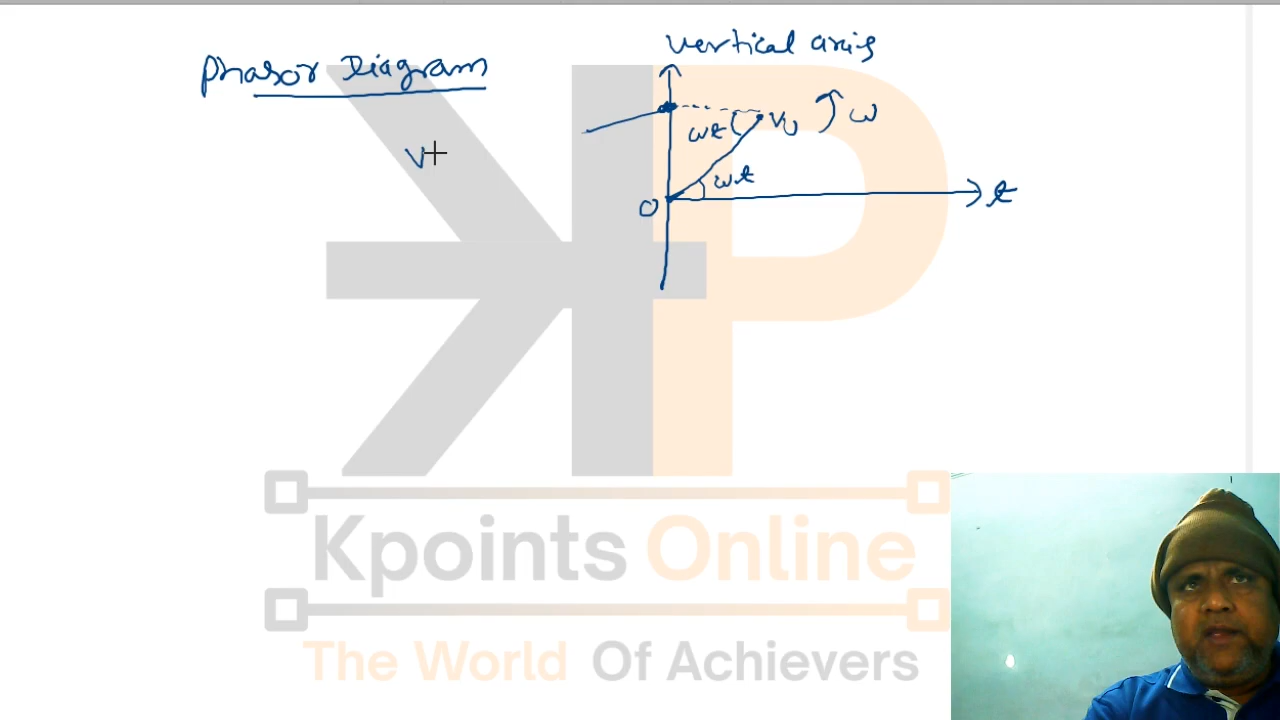 Phasor Diagram
vertical axis
V
ωt
V₀
ω
ωt
O
t
Kpoints Online
The World Of Achievers